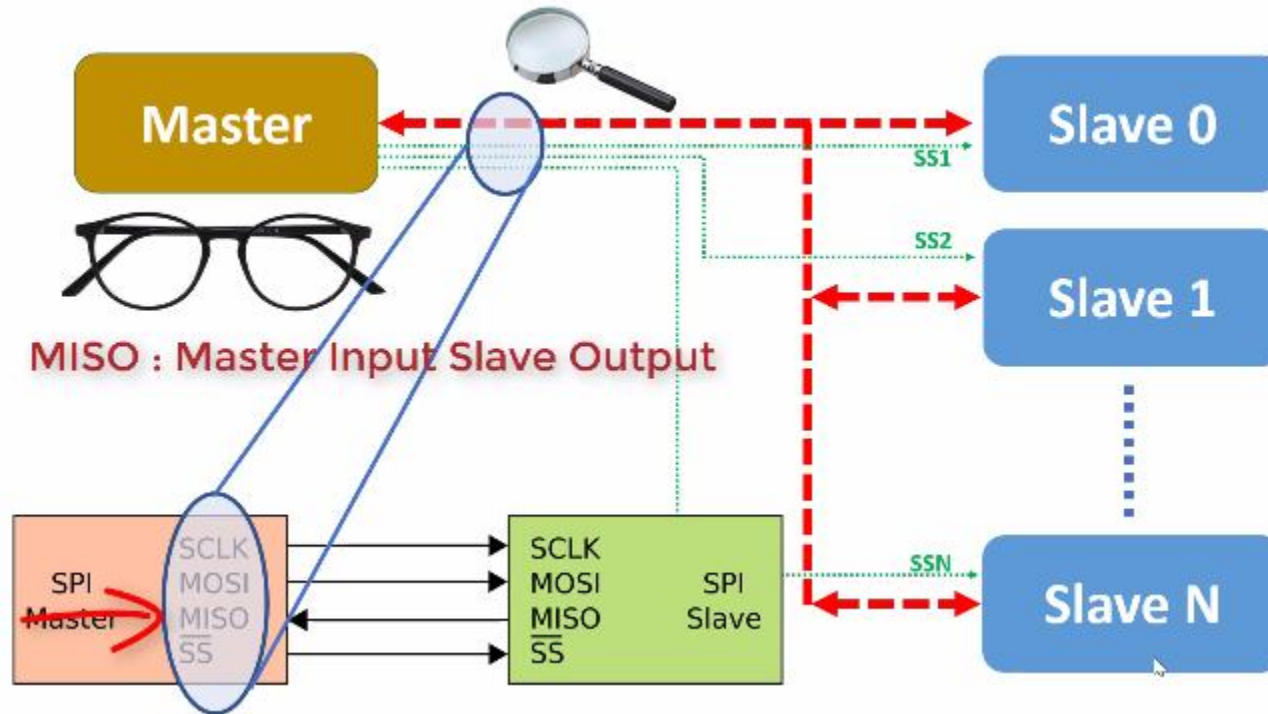 Master
Slave 0
SS1
SS2
Slave 1
MISO : Master Input Slave Output
SCLK
MOSI
MISO
SS
SPI
Master
SCLK
MOSI
MISO
SS
SPI
Slave
SSN
Slave N